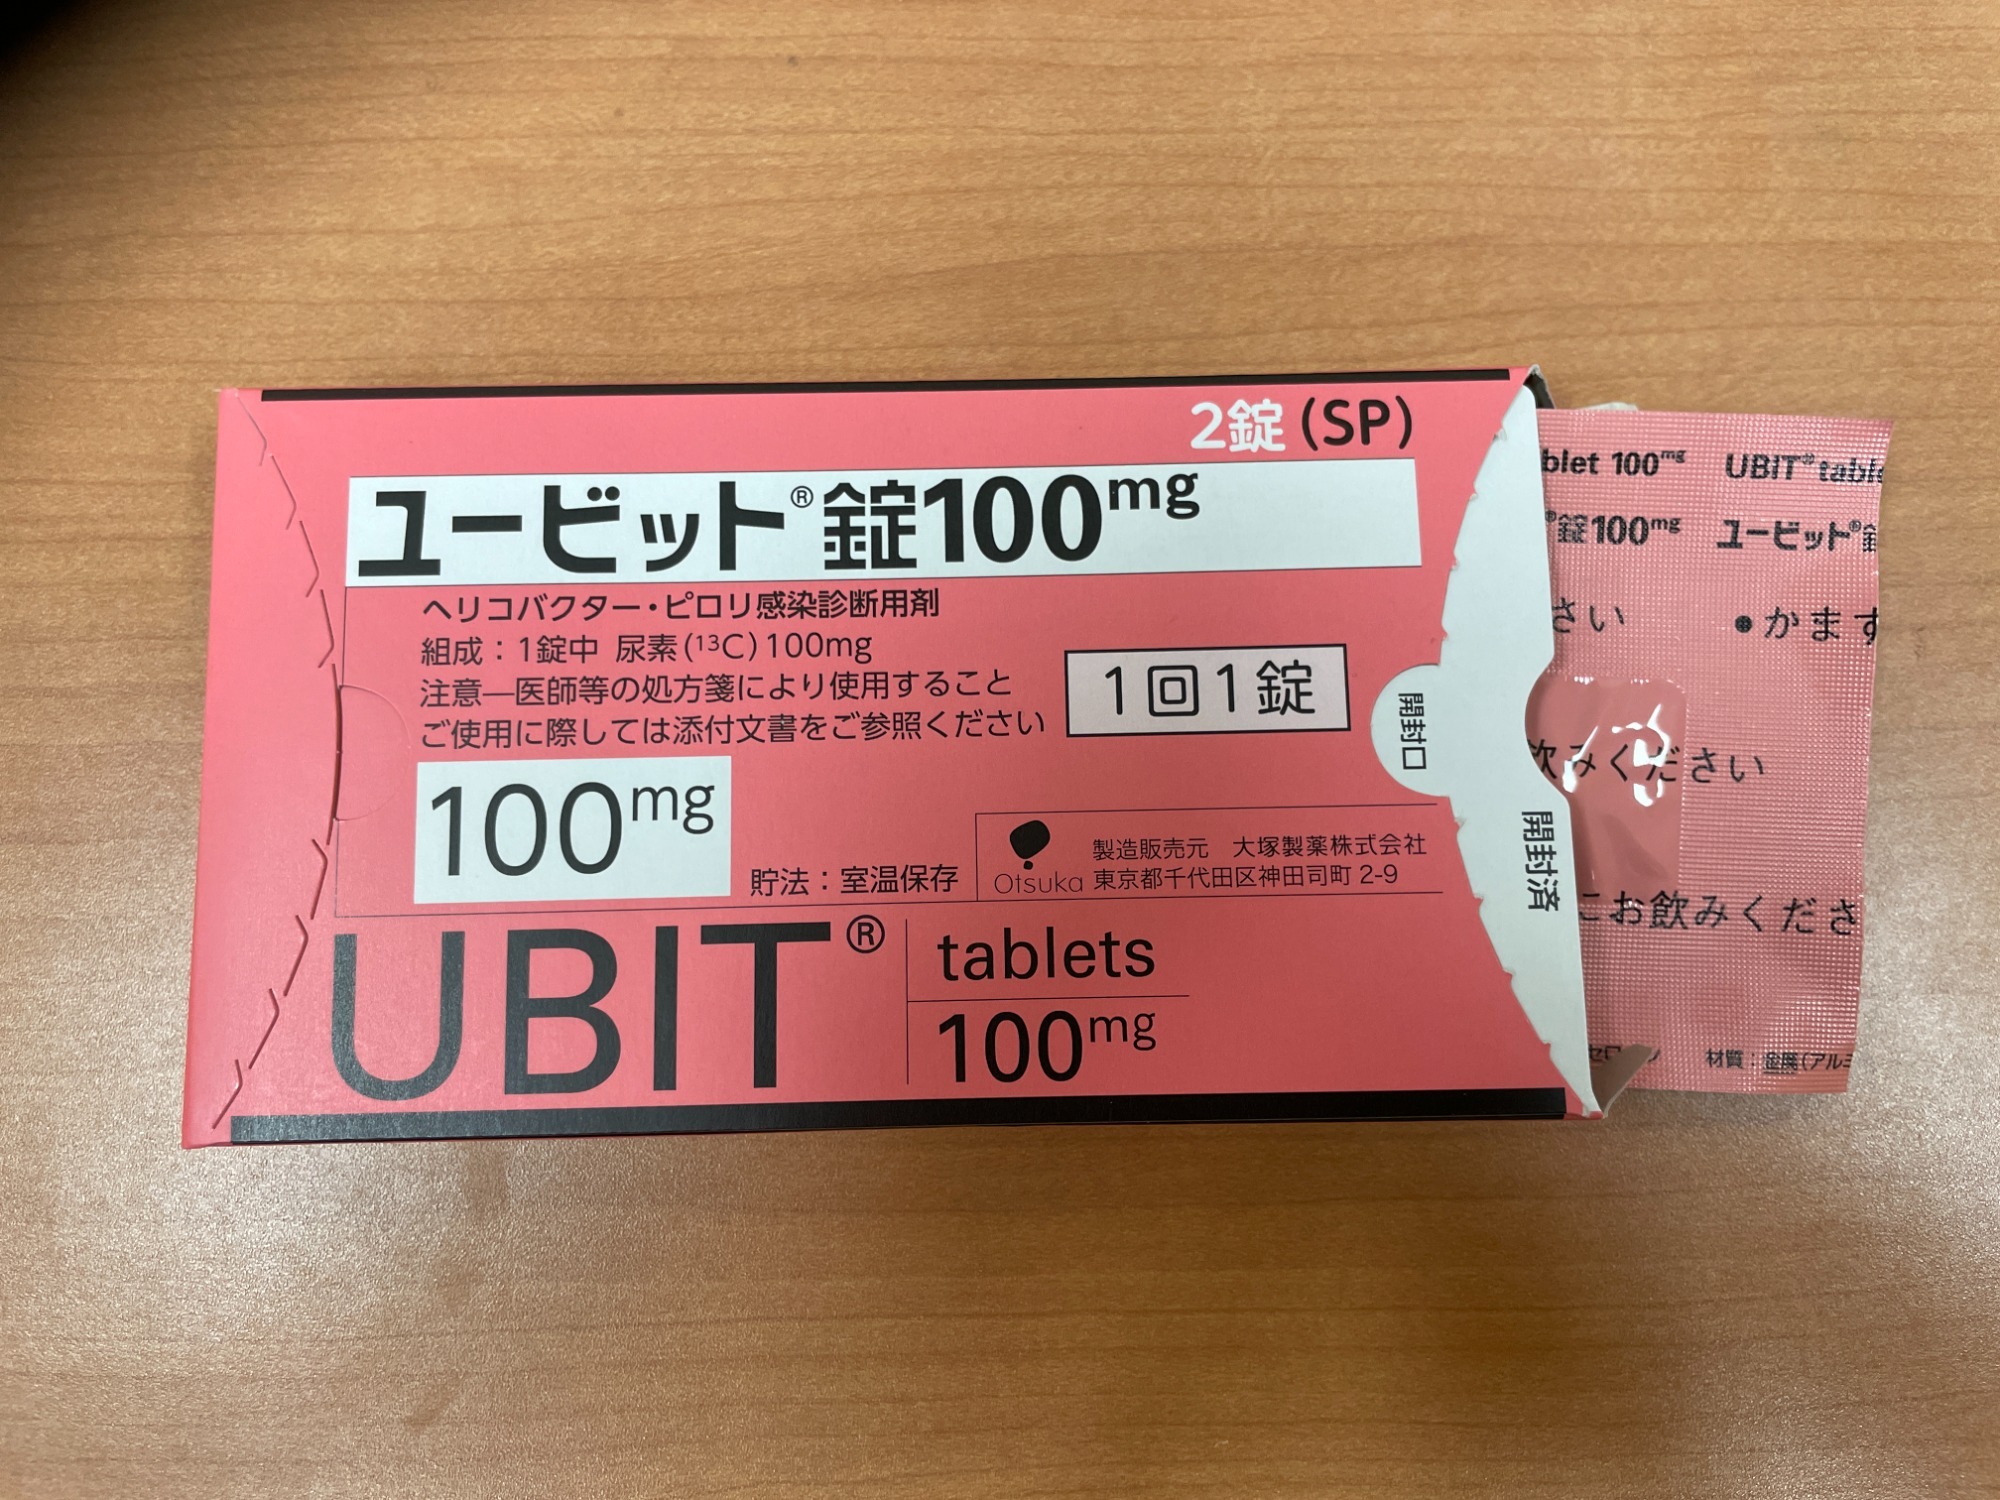 2錠(SP)
ユービット®錠100mg
ヘリコバクター・ピロリ感染診断用剤
組成：1錠中 尿素(13C)100mg
注意―医師等の処方箋により使用すること
ご使用に際しては添付文書をご参照ください
1回1錠
100mg
貯法：室温保存
Otsuka
製造販売元 大塚製薬株式会社
東京都千代田区神田司町 2-9
UBIT®
tablets
100mg
開封口
開封済
blet 100mg UBIT® tabl
®錠100mg ユービット®錠
さい ●かます
飲みください
にお飲みくださ
材質：金属(アルミ